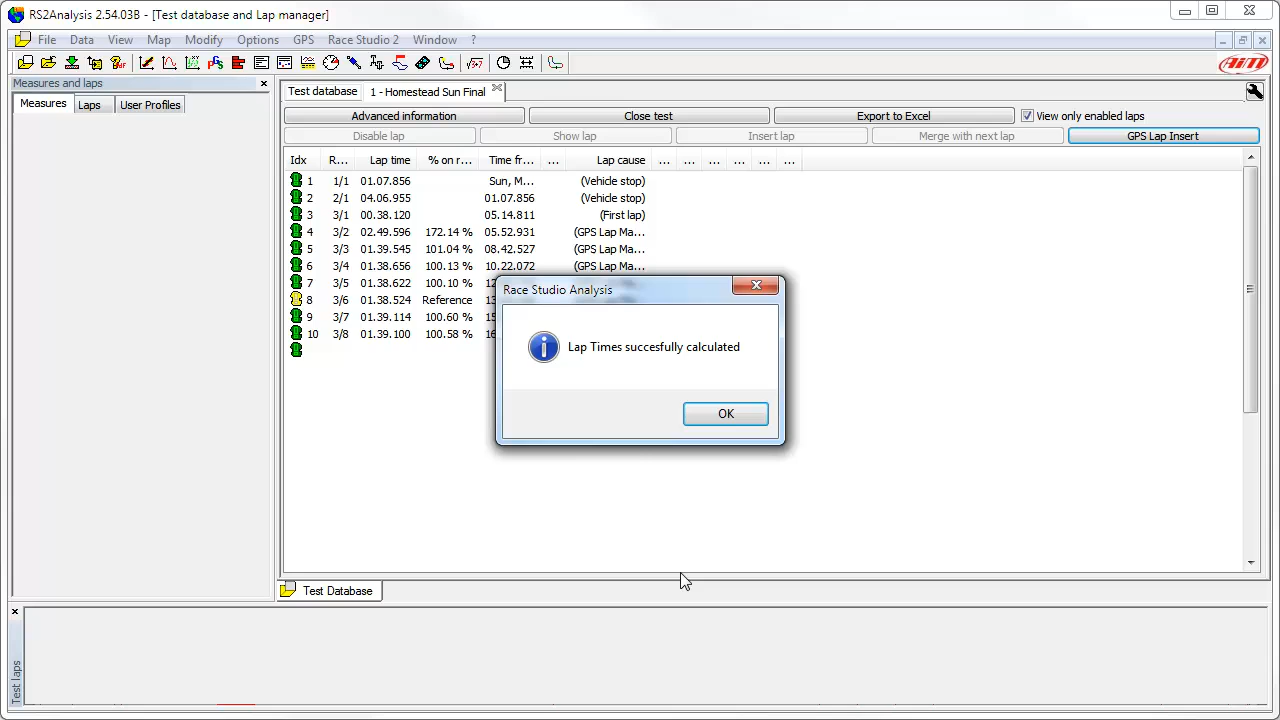 RS2Analysis 2.54.03B - [Test database and Lap manager]
File Data View Map Modify Options GPS Race Studio 2 Window ?
Measures and laps
Measures Laps User Profiles
Test database 1 - Homestead Sun Final
AiM
Advanced information Close test Export to Excel View only enabled laps
Disable lap Show lap Insert lap Merge with next lap GPS Lap Insert
Idx R... Lap time % on r... Time fr... ... Lap cause ... ... ... ... ... ...
1 1/1 01.07.856 Sun, M... (Vehicle stop)
2 2/1 04.06.955 01.07.856 (Vehicle stop)
3 3/1 00.38.120 05.14.811 (First lap)
4 3/2 02.49.596 172.14 % 05.52.931 (GPS Lap Ma...
5 3/3 01.39.545 101.04 % 08.42.527 (GPS Lap Ma...
6 3/4 01.38.656 100.13 % 10.22.072 (GPS Lap Ma...
7 3/5 01.38.622 100.10 %
8 3/6 01.38.524 Reference
9 3/7 01.39.114 100.60 %
10 3/8 01.39.100 100.58 %
Race Studio Analysis
Lap Times succesfully calculated
OK
Test Database
Test laps